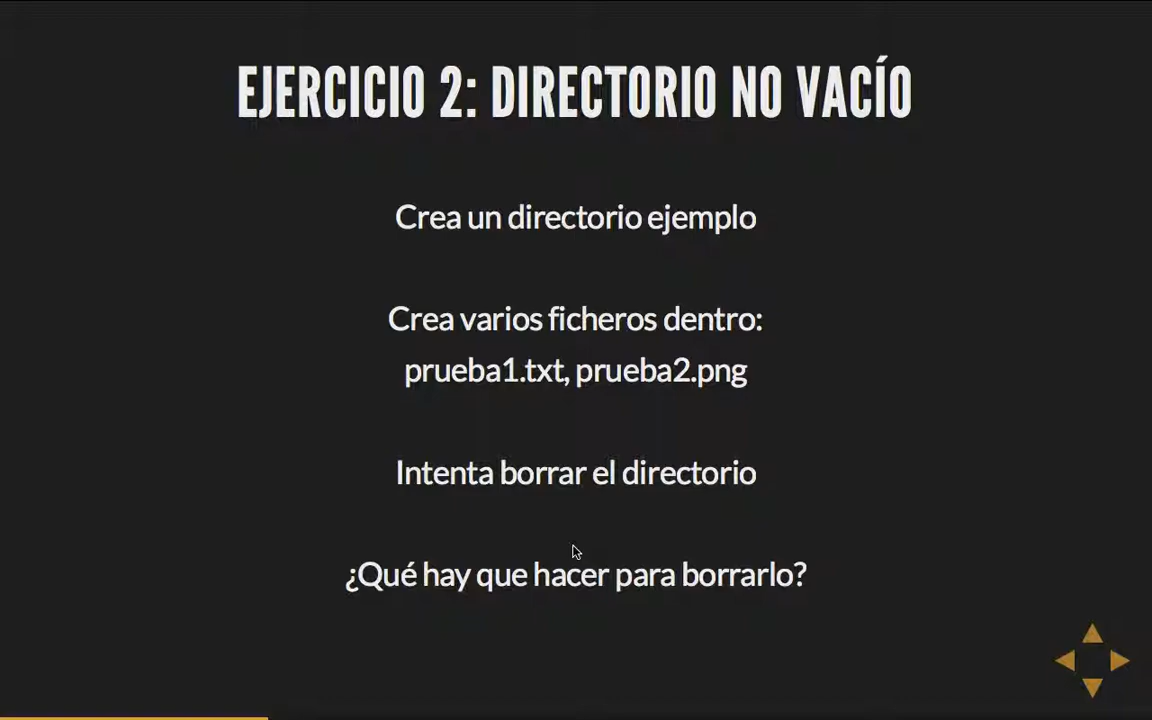 EJERCICIO 2: DIRECTORIO NO VACÍO
Crea un directorio ejemplo
Crea varios ficheros dentro:
prueba1.txt, prueba2.png
Intenta borrar el directorio
¿Qué hay que hacer para borrarlo?